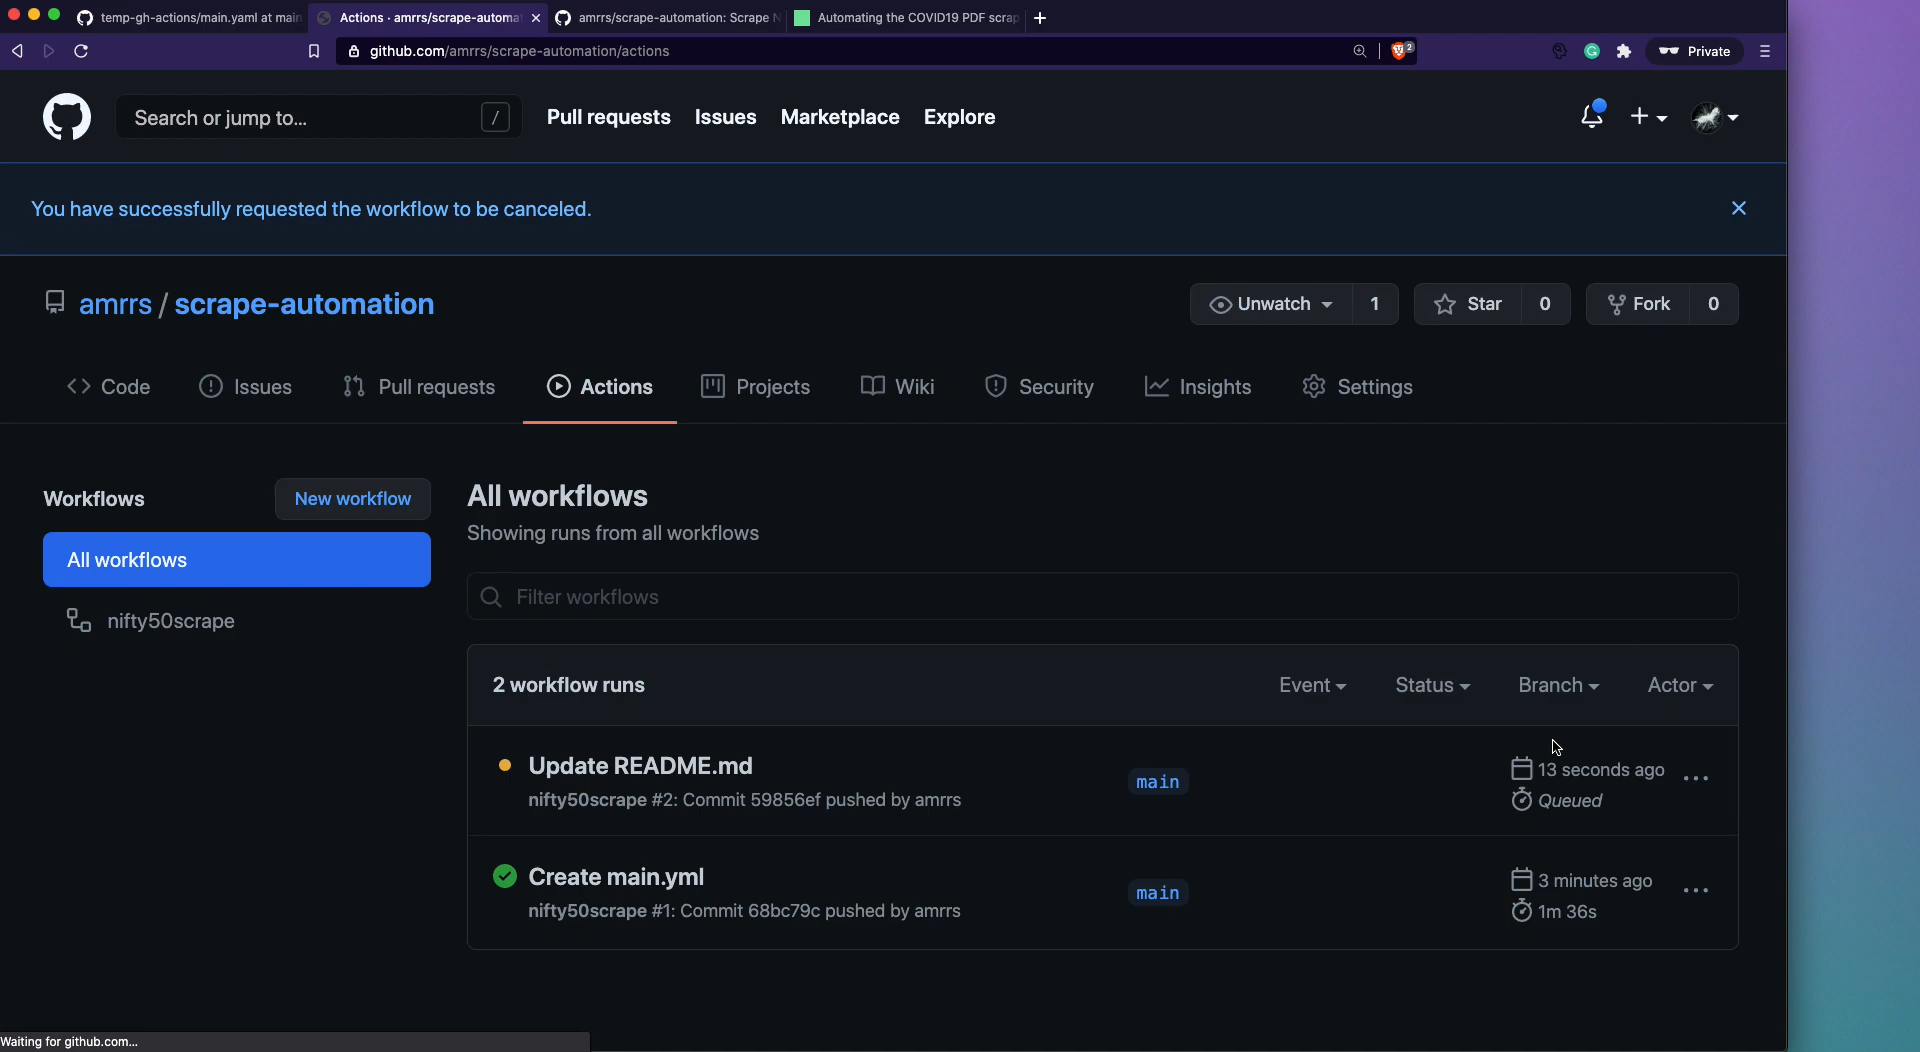 temp-gh-actions/main.yaml at main
Actions · amrrs/scrape-automat
amrrs/scrape-automation: Scrape N
Automating the COVID19 PDF scrap
github.com/amrrs/scrape-automation/actions
2
Private
Search or jump to...
/
Pull requests
Issues
Marketplace
Explore
You have successfully requested the workflow to be canceled.
amrrs / scrape-automation
Unwatch 1
Star 0
Fork 0
Code
Issues
Pull requests
Actions
Projects
Wiki
Security
Insights
Settings
Workflows
New workflow
All workflows
nifty50scrape
All workflows
Showing runs from all workflows
Filter workflows
2 workflow runs
Event
Status
Branch
Actor
Update README.md
nifty50scrape #2: Commit 59856ef pushed by amrrs
main
13 seconds ago
Queued
Create main.yml
nifty50scrape #1: Commit 68bc79c pushed by amrrs
main
3 minutes ago
1m 36s
Waiting for github.com...